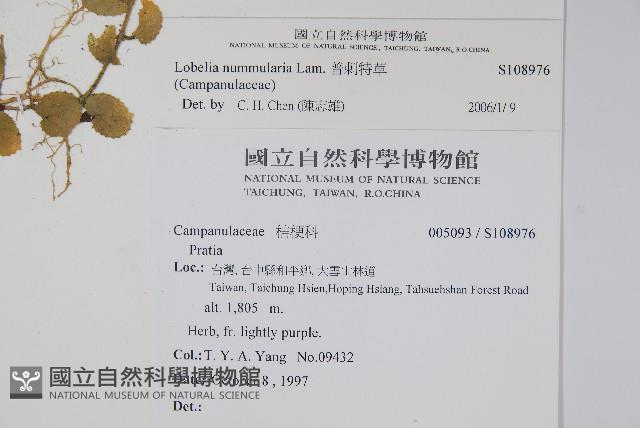 國立自然科學博物館
NATIONAL MUSEUM OF NATURAL SCIENCE, TAICHUNG, TAIWAN, R.O.CHINA
Lobelia nummularia Lam. 普剌特草 S108976
(Campanulaceae)
Det. by C. H. Chen (陳志雄) 2006/1/9
國立自然科學博物館
NATIONAL MUSEUM OF NATURAL SCIENCE
TAICHUNG, TAIWAN, R.O.CHINA
Campanulaceae 桔梗科 005093 / S108976
Pratia
Loc.: 台灣, 台中縣和平鄉, 大雪山林道
Taiwan, Taichung Hsien,Hoping Hsiang, Tahsuehshan Forest Road
alt. 1,805 m.
Herb, fr. lightly purple.
Col.: T. Y. A. Yang No.09432
8 , 1997
Det.:
國立自然科學博物館
NATIONAL MUSEUM OF NATURAL SCIENCE